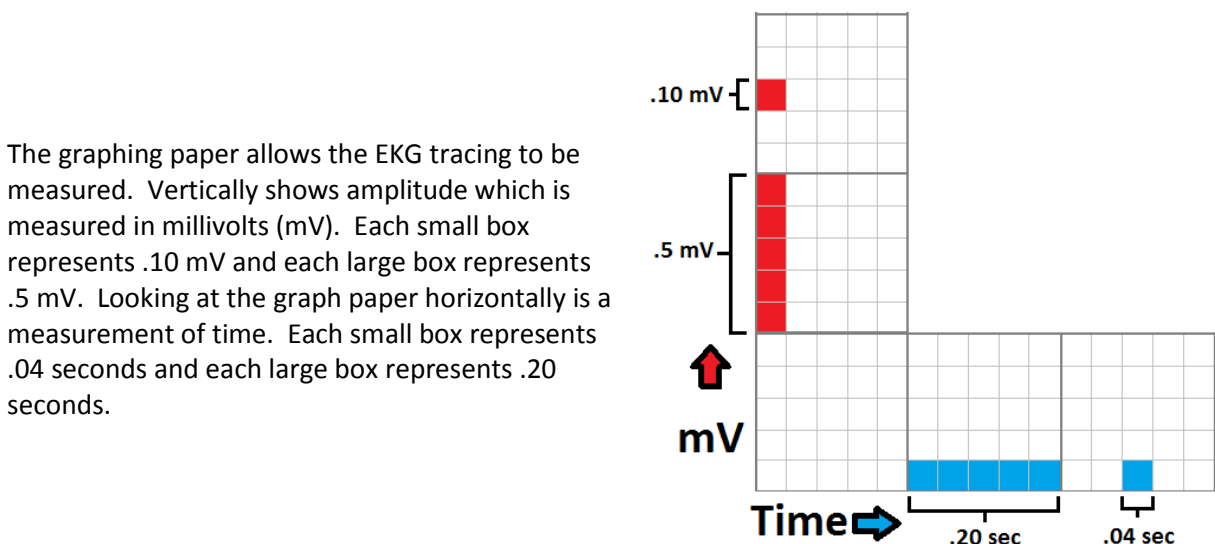 .10 mV
The graphing paper allows the EKG tracing to be
measured.  Vertically shows amplitude which is
measured in millivolts (mV).  Each small box
represents .10 mV and each large box represents
.5 mV.  Looking at the graph paper horizontally is a
measurement of time.  Each small box represents
.04 seconds and each large box represents .20
seconds.
.5 mV
mV
Time
.20 sec
.04 sec